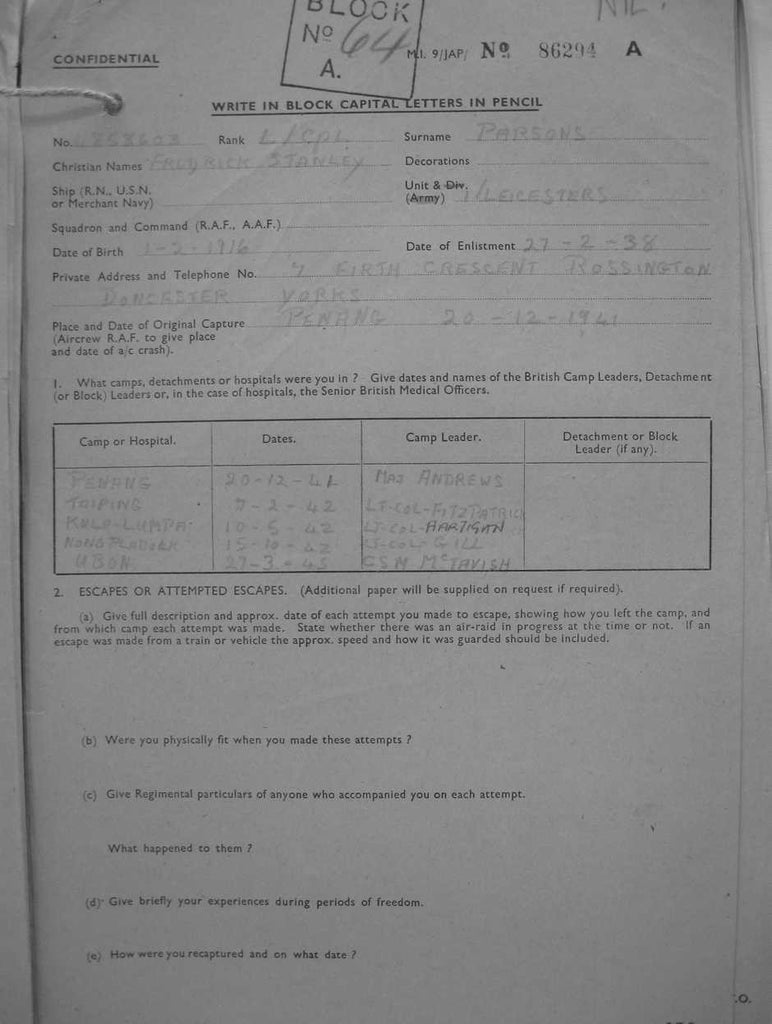 BLOCK
NIL.
Nº 64
A.
CONFIDENTIAL
M.I. 9/JAP/ Nº 86294 A
WRITE IN BLOCK CAPITAL LETTERS IN PENCIL
No. Rank L/CPL Surname PARSONS
Christian Names FREDRICK STANLEY Decorations
Ship (R.N., U.S.N. or Merchant Navy)
Unit & Div. (Army) 1/LEICESTERS
Squadron and Command (R.A.F., A.A.F.)
Date of Birth 1-2-1916 Date of Enlistment 27-2-38
Private Address and Telephone No. 7 FIRTH CRESCENT ROSSINGTON
DONCASTER YORKS
Place and Date of Original Capture PENANG 20-12-1941
(Aircrew R.A.F. to give place
and date of a/c crash).
1. What camps, detachments or hospitals were you in ? Give dates and names of the British Camp Leaders, Detachment
(or Block) Leaders or, in the case of hospitals, the Senior British Medical Officers.
Camp or Hospital. Dates. Camp Leader. Detachment or Block
Leader (if any).
PENANG 20-12-41 MAJ ANDREWS
TAIPING 7-2-42 LT-COL-FITZPATRICK
KULA-LUMPA 10-5-42 LT-COL-HARTIGAN
NONG PLADUK 15-10-42 LT-COL-GILL
UBON 27-3-45 CSM McTAVISH
2. ESCAPES OR ATTEMPTED ESCAPES. (Additional paper will be supplied on request if required).
(a) Give full description and approx. date of each attempt you made to escape, showing how you left the camp, and
from which camp each attempt was made. State whether there was an air-raid in progress at the time or not. If an
escape was made from a train or vehicle the approx. speed and how it was guarded should be included.
(b) Were you physically fit when you made these attempts ?
(c) Give Regimental particulars of anyone who accompanied you on each attempt.
What happened to them ?
(d) Give briefly your experiences during periods of freedom.
(e) How were you recaptured and on what date ?
.O.